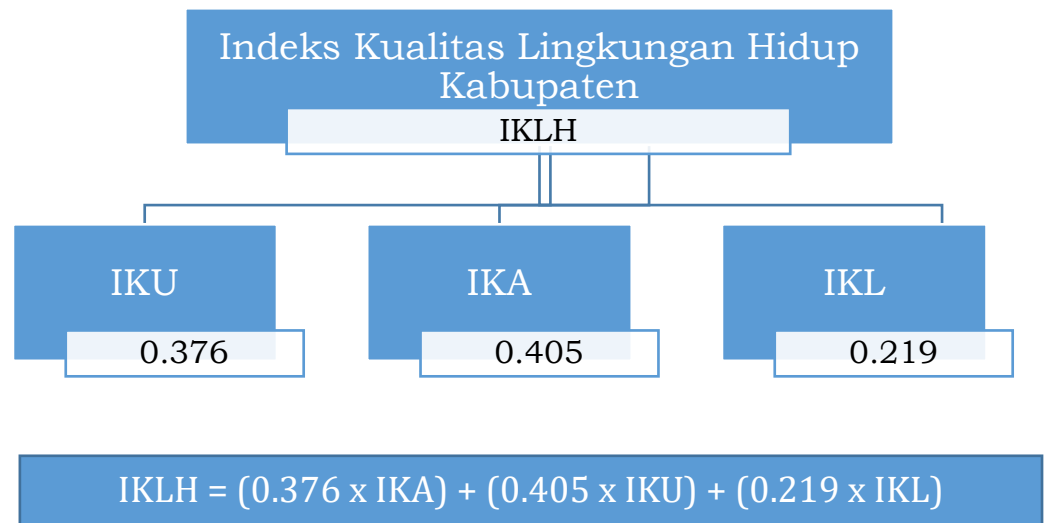 Indeks Kualitas Lingkungan Hidup
Kabupaten
IKLH
IKU
0.376
IKA
0.405
IKL
0.219
IKLH = (0.376 x IKA) + (0.405 x IKU) + (0.219 x IKL)